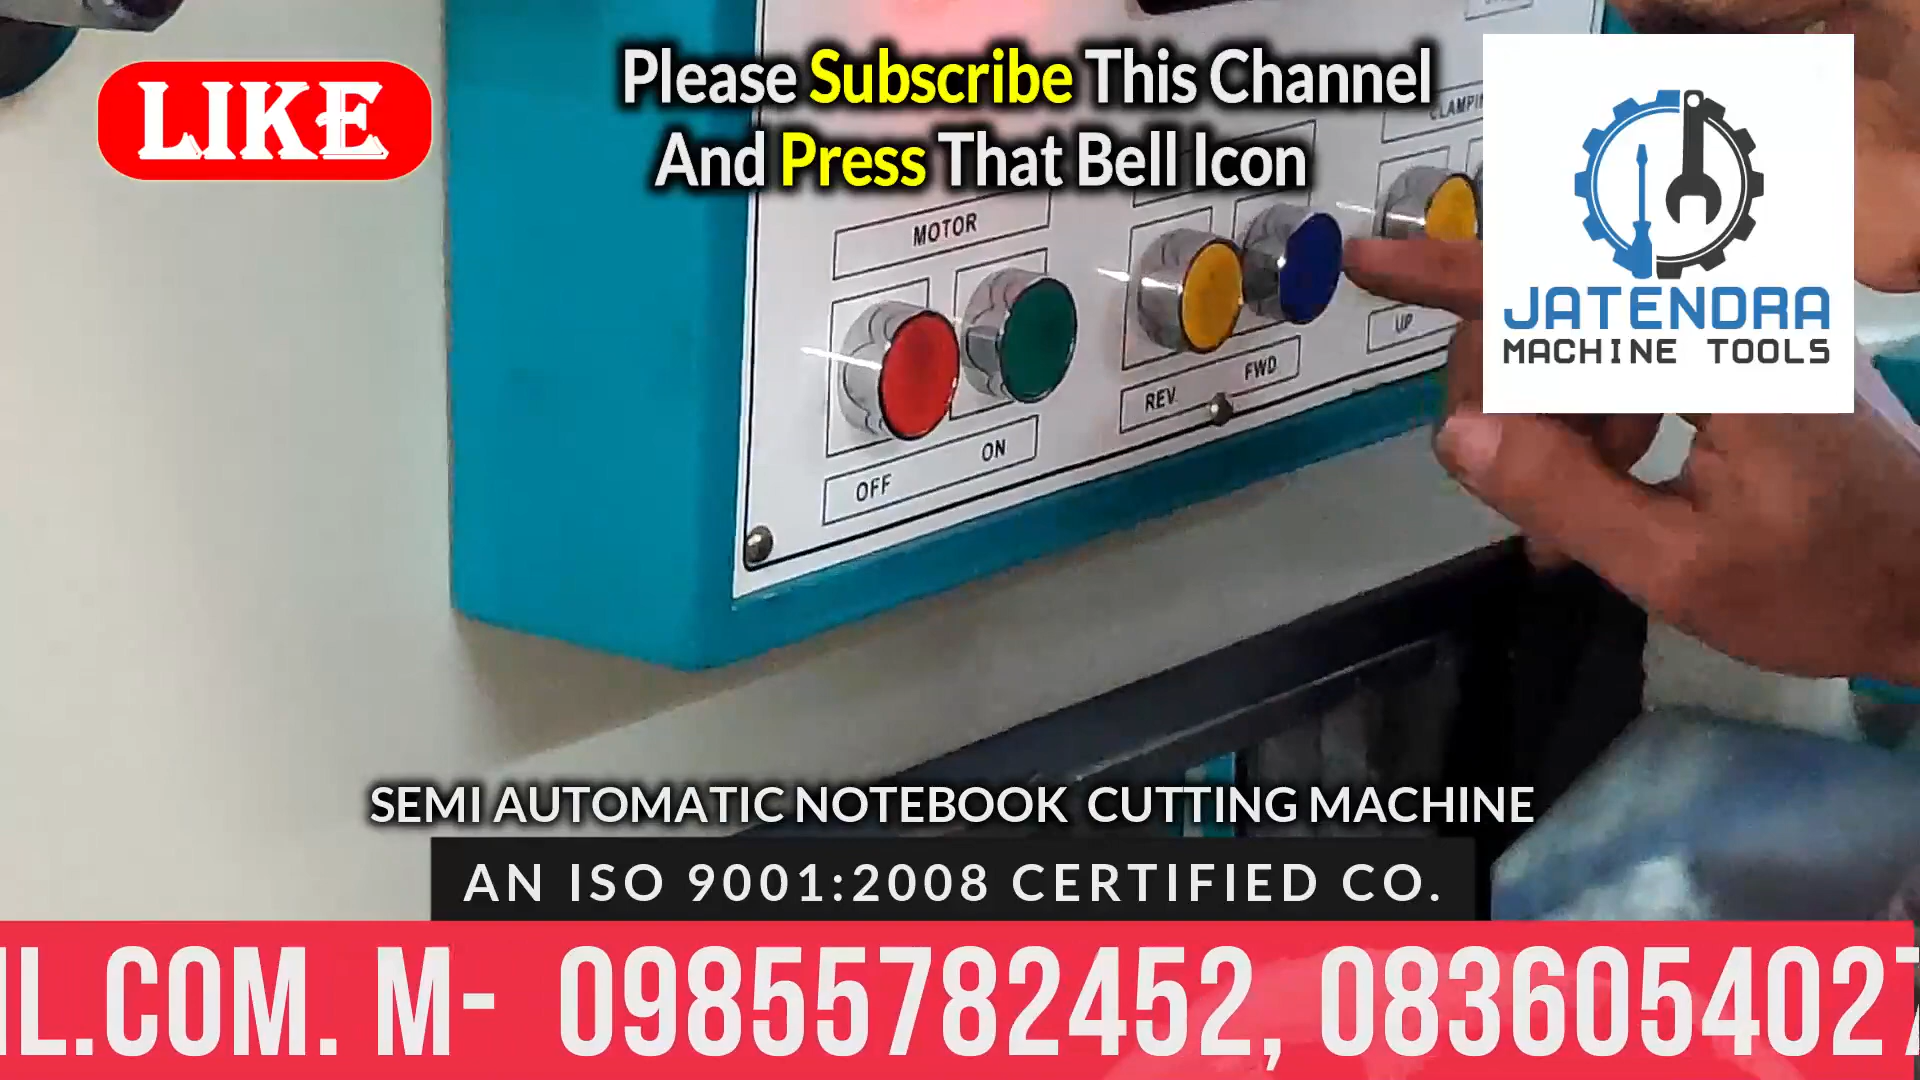 LIKE
Please Subscribe This Channel
And Press That Bell Icon
JATENDRA
MACHINE TOOLS
MOTOR
OFF
ON
REV.
FWD
UP
SEMI AUTOMATIC NOTEBOOK CUTTING MACHINE
AN ISO 9001:2008 CERTIFIED CO.
IL.COM. M- 09855782452, 0836054027